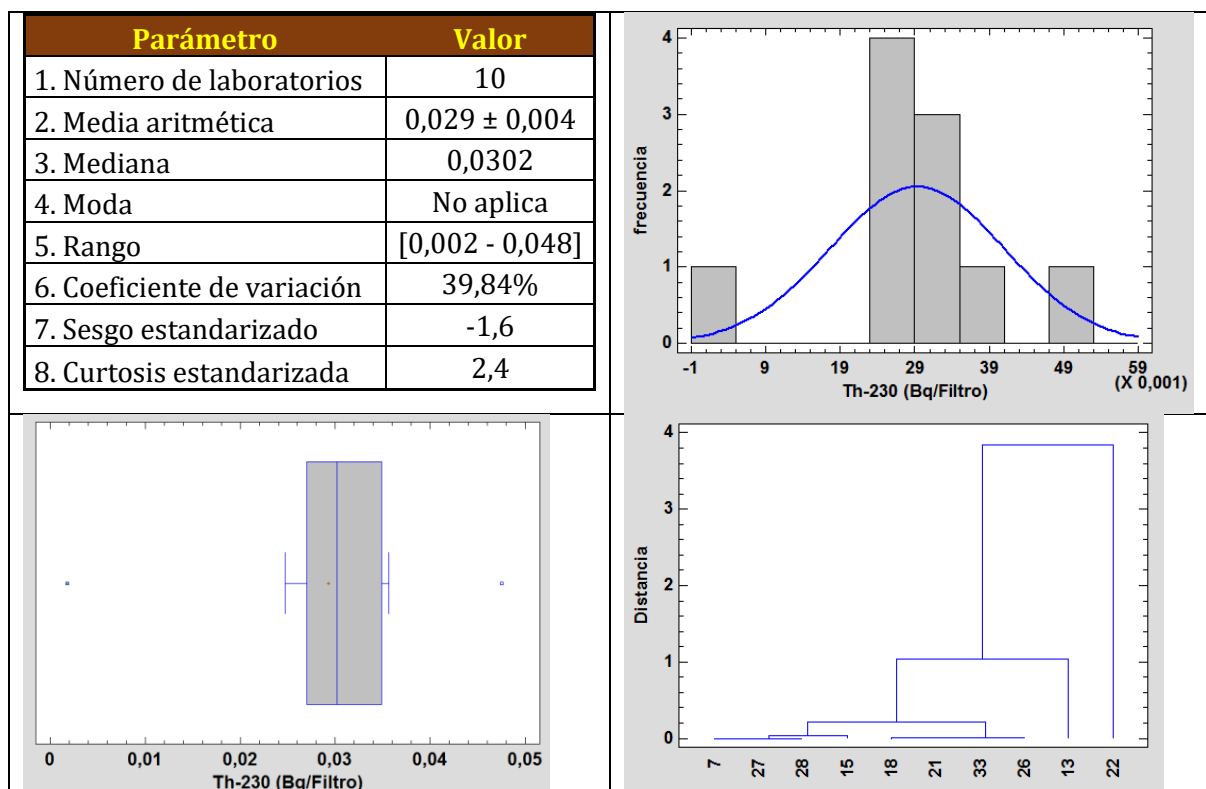 Parámetro Valor
1. Número de laboratorios 10
2. Media aritmética 0,029 ± 0,004
3. Mediana 0,0302
4. Moda No aplica
5. Rango [0,002 - 0,048]
6. Coeficiente de variación 39,84%
7. Sesgo estandarizado -1,6
8. Curtosis estandarizada 2,4
4
3
2
1
0
frecuencia
-1 9 19 29 39 49 59
(X 0,001)
Th-230 (Bq/Filtro)
0 0,01 0,02 0,03 0,04 0,05
Th-230 (Bq/Filtro)
4
3
2
1
0
Distancia
7 27 28 15 18 21 33 26 13 22